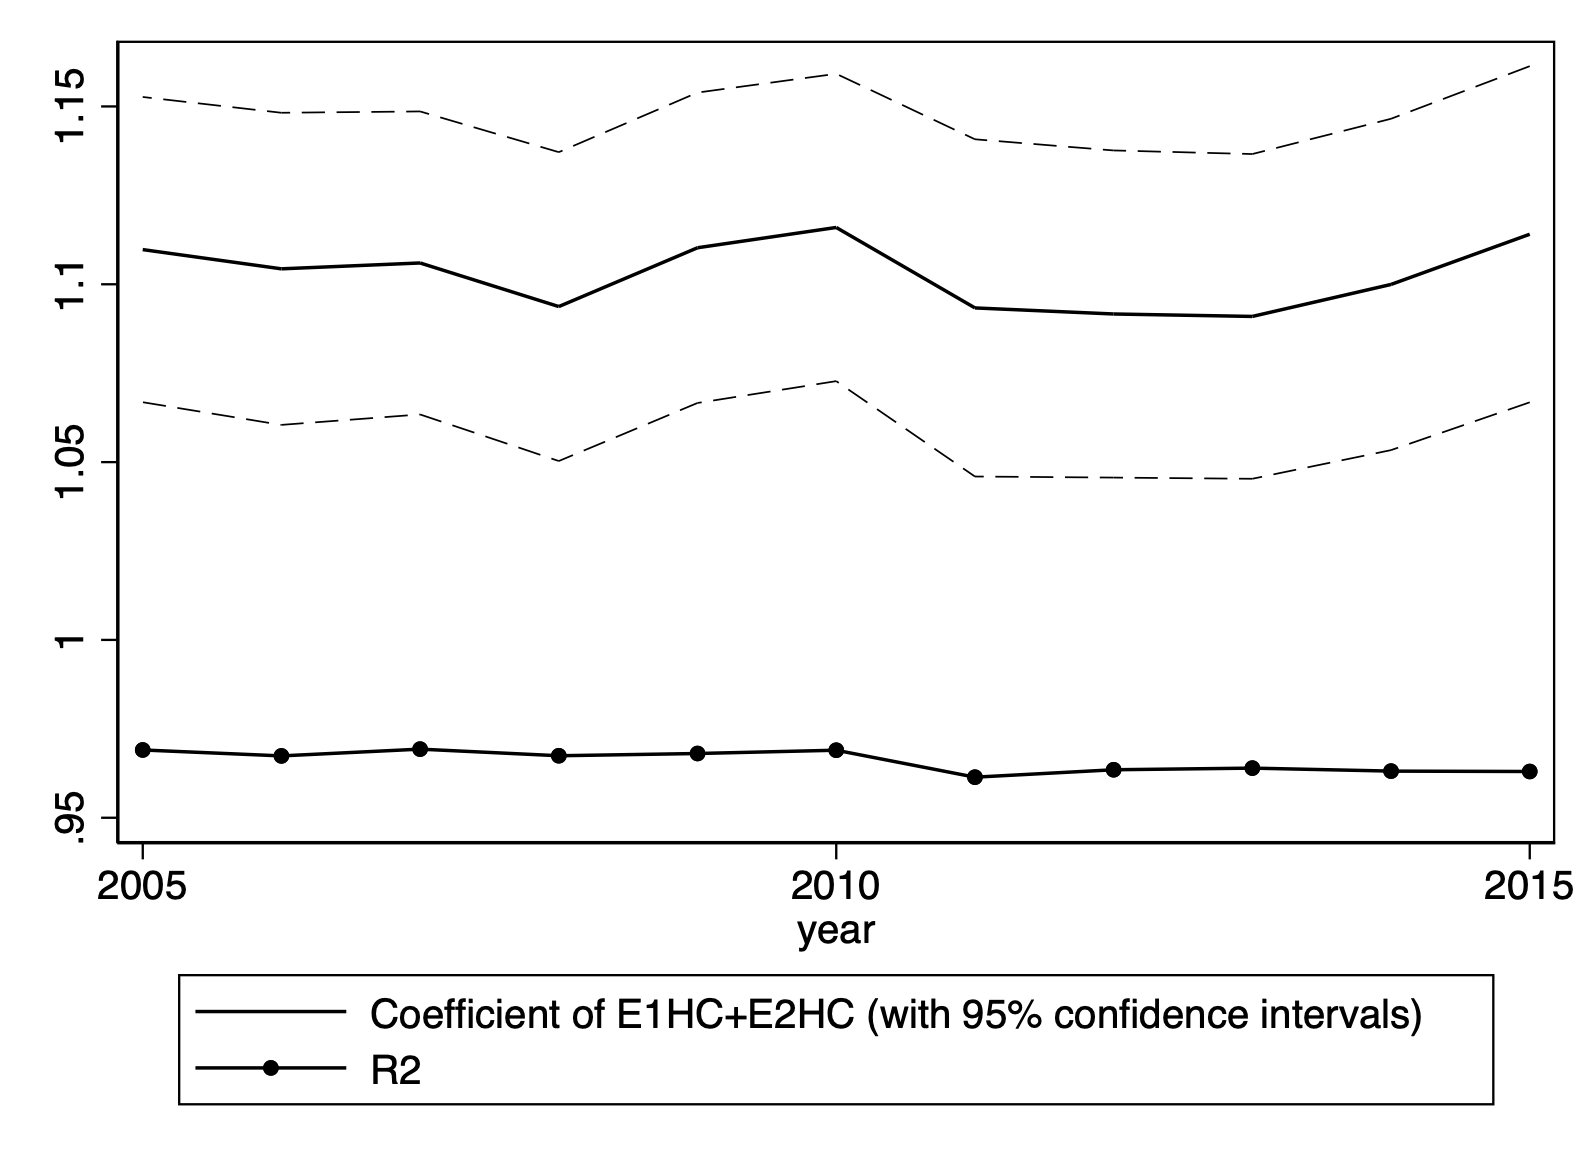 1.15
1.1
1.05
1
.95
2005 2010 2015
year
Coefficient of E1HC+E2HC (with 95% confidence intervals)
R2